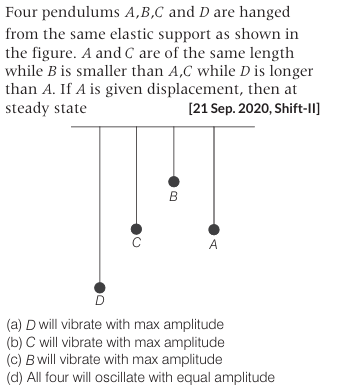 Four pendulums A,B,C and D are hanged
from the same elastic support as shown in
the figure. A and C are of the same length
while B is smaller than A,C while D is longer
than A. If A is given displacement, then at
steady state [21 Sep. 2020, Shift-II]
B
C A
D
(a) D will vibrate with max amplitude
(b) C will vibrate with max amplitude
(c) B will vibrate with max amplitude
(d) All four will oscillate with equal amplitude